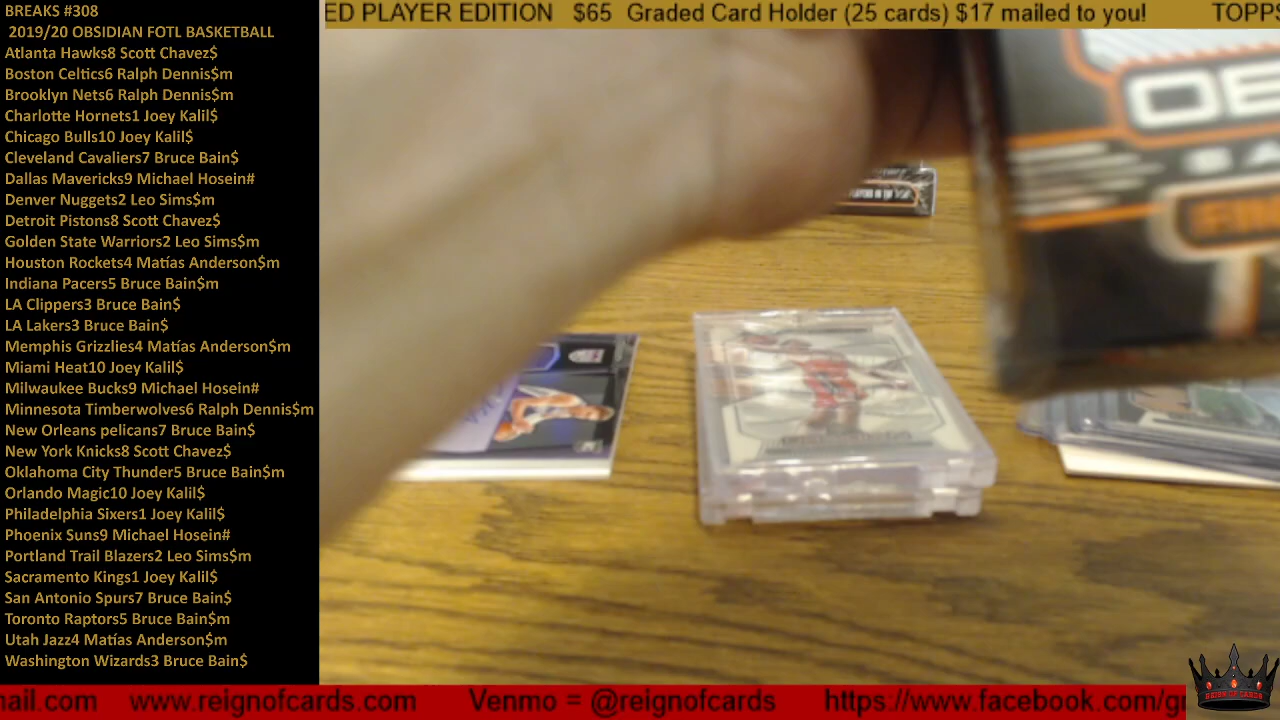 BREAKS #308
2019/20 OBSIDIAN FOTL BASKETBALL
Atlanta Hawks8 Scott Chavez$
Boston Celtics6 Ralph Dennis$m
Brooklyn Nets6 Ralph Dennis$m
Charlotte Hornets1 Joey Kalil$
Chicago Bulls10 Joey Kalil$
Cleveland Cavaliers7 Bruce Bain$
Dallas Mavericks9 Michael Hosein#
Denver Nuggets2 Leo Sims$m
Detroit Pistons8 Scott Chavez$
Golden State Warriors2 Leo Sims$m
Houston Rockets4 Matías Anderson$m
Indiana Pacers5 Bruce Bain$m
LA Clippers3 Bruce Bain$
LA Lakers3 Bruce Bain$
Memphis Grizzlies4 Matías Anderson$m
Miami Heat10 Joey Kalil$
Milwaukee Bucks9 Michael Hosein#
Minnesota Timberwolves6 Ralph Dennis$m
New Orleans pelicans7 Bruce Bain$
New York Knicks8 Scott Chavez$
Oklahoma City Thunder5 Bruce Bain$m
Orlando Magic10 Joey Kalil$
Philadelphia Sixers1 Joey Kalil$
Phoenix Suns9 Michael Hosein#
Portland Trail Blazers2 Leo Sims$m
Sacramento Kings1 Joey Kalil$
San Antonio Spurs7 Bruce Bain$
Toronto Raptors5 Bruce Bain$m
Utah Jazz4 Matías Anderson$m
Washington Wizards3 Bruce Bain$
ED PLAYER EDITION $65 Graded Card Holder (25 cards) $17 mailed to you! TOPPS
OB
mail.com www.reignofcards.com Venmo = @reignofcards https://www.facebook.com/gr
REIGN OF CARDS